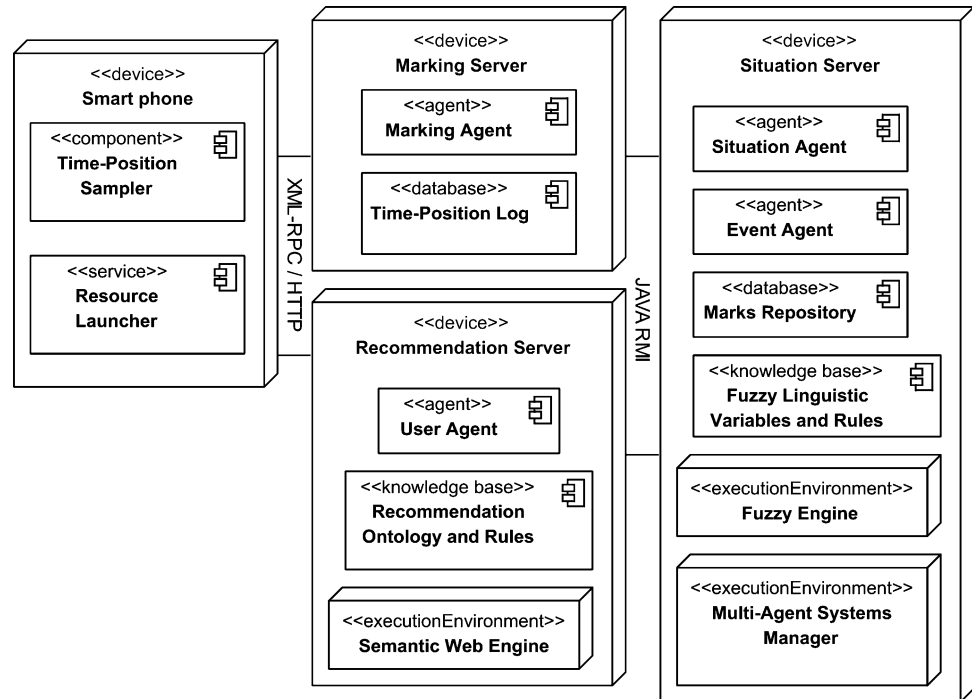 <<device>>
Smart phone
<<component>>
Time-Position
Sampler
<<service>>
Resource
Launcher
XML-RPC / HTTP
<<device>>
Marking Server
<<agent>>
Marking Agent
<<database>>
Time-Position Log
<<device>>
Recommendation Server
<<agent>>
User Agent
<<knowledge base>>
Recommendation
Ontology and Rules
<<executionEnvironment>>
Semantic Web Engine
JAVA RMI
<<device>>
Situation Server
<<agent>>
Situation Agent
<<agent>>
Event Agent
<<database>>
Marks Repository
<<knowledge base>>
Fuzzy Linguistic
Variables and Rules
<<executionEnvironment>>
Fuzzy Engine
<<executionEnvironment>>
Multi-Agent Systems
Manager